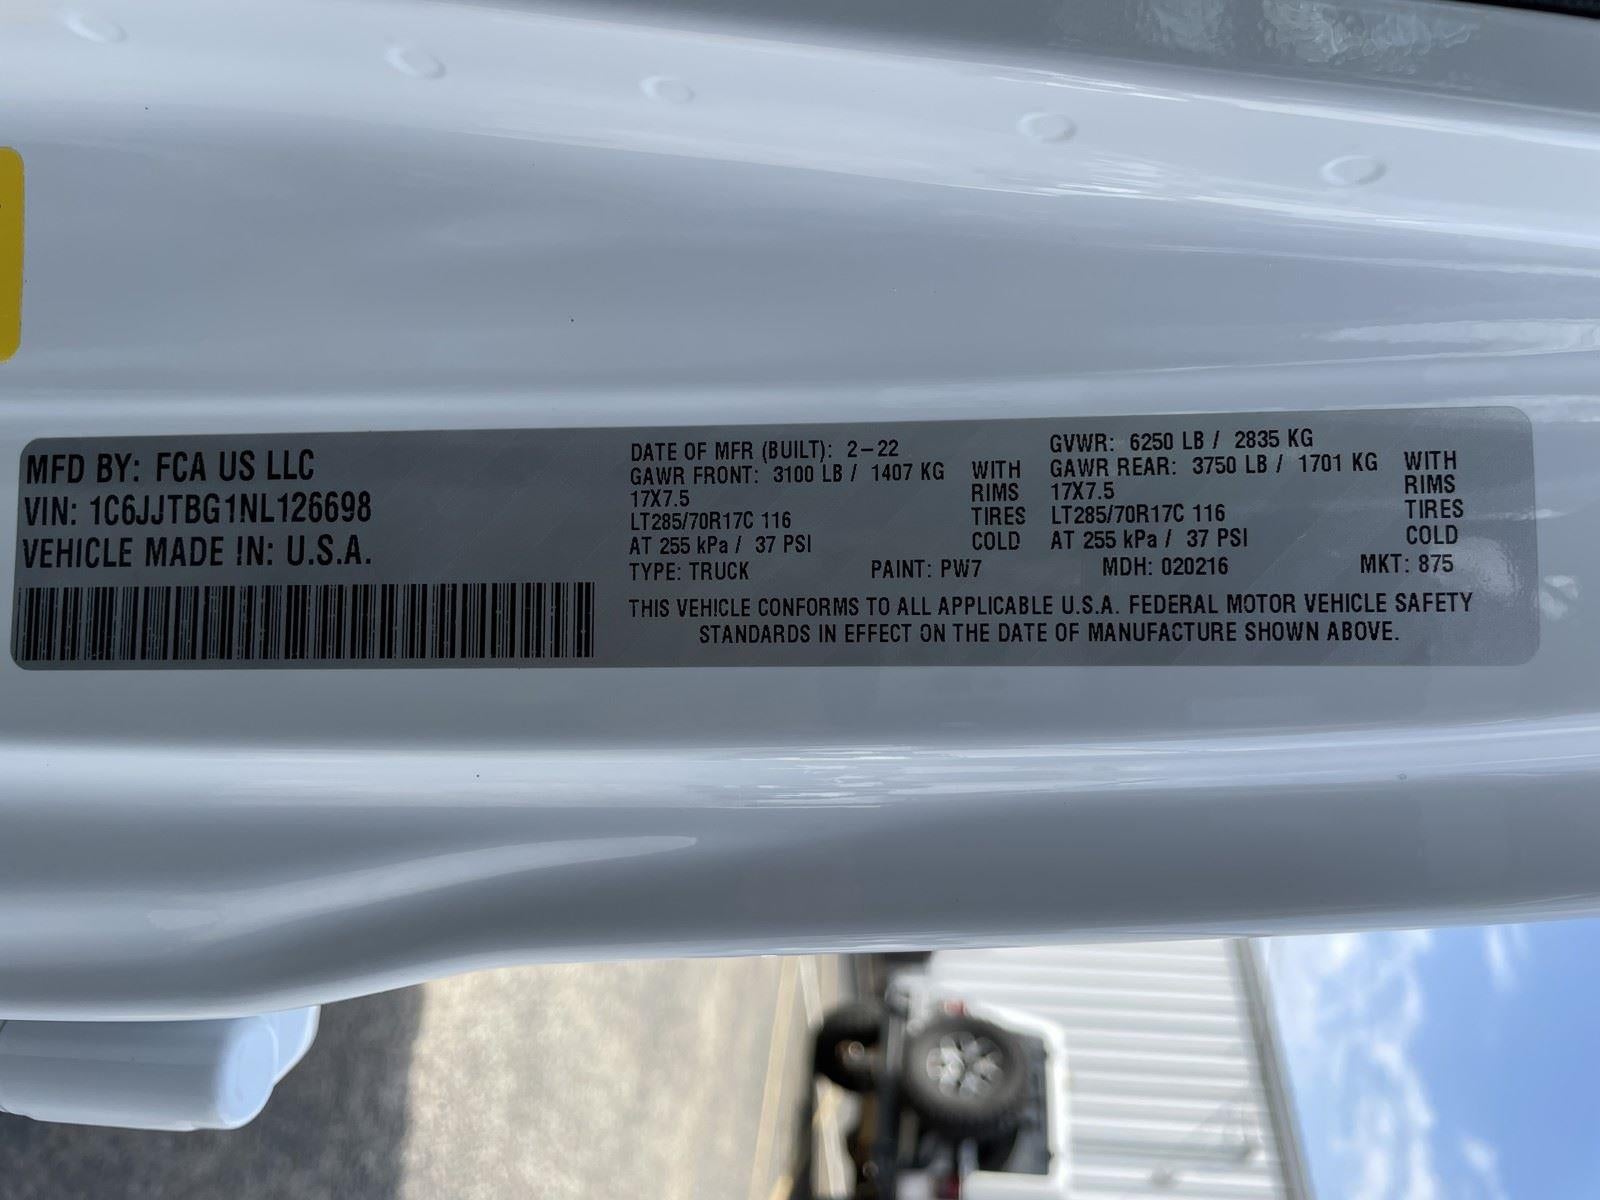 MFD BY: FCA US LLC
VIN: 1C6JJTBG1NL126698
VEHICLE MADE IN: U.S.A.
DATE OF MFR (BUILT): 2-22
GAWR FRONT: 3100 LB / 1407 KG WITH
17X7.5 RIMS
LT285/70R17C 116 TIRES
AT 255 kPa / 37 PSI COLD
GVWR: 6250 LB / 2835 KG
GAWR REAR: 3750 LB / 1701 KG WITH
17X7.5 RIMS
LT285/70R17C 116 TIRES
AT 255 kPa / 37 PSI COLD
TYPE: TRUCK PAINT: PW7 MDH: 020216 MKT: 875
THIS VEHICLE CONFORMS TO ALL APPLICABLE U.S.A. FEDERAL MOTOR VEHICLE SAFETY
STANDARDS IN EFFECT ON THE DATE OF MANUFACTURE SHOWN ABOVE.